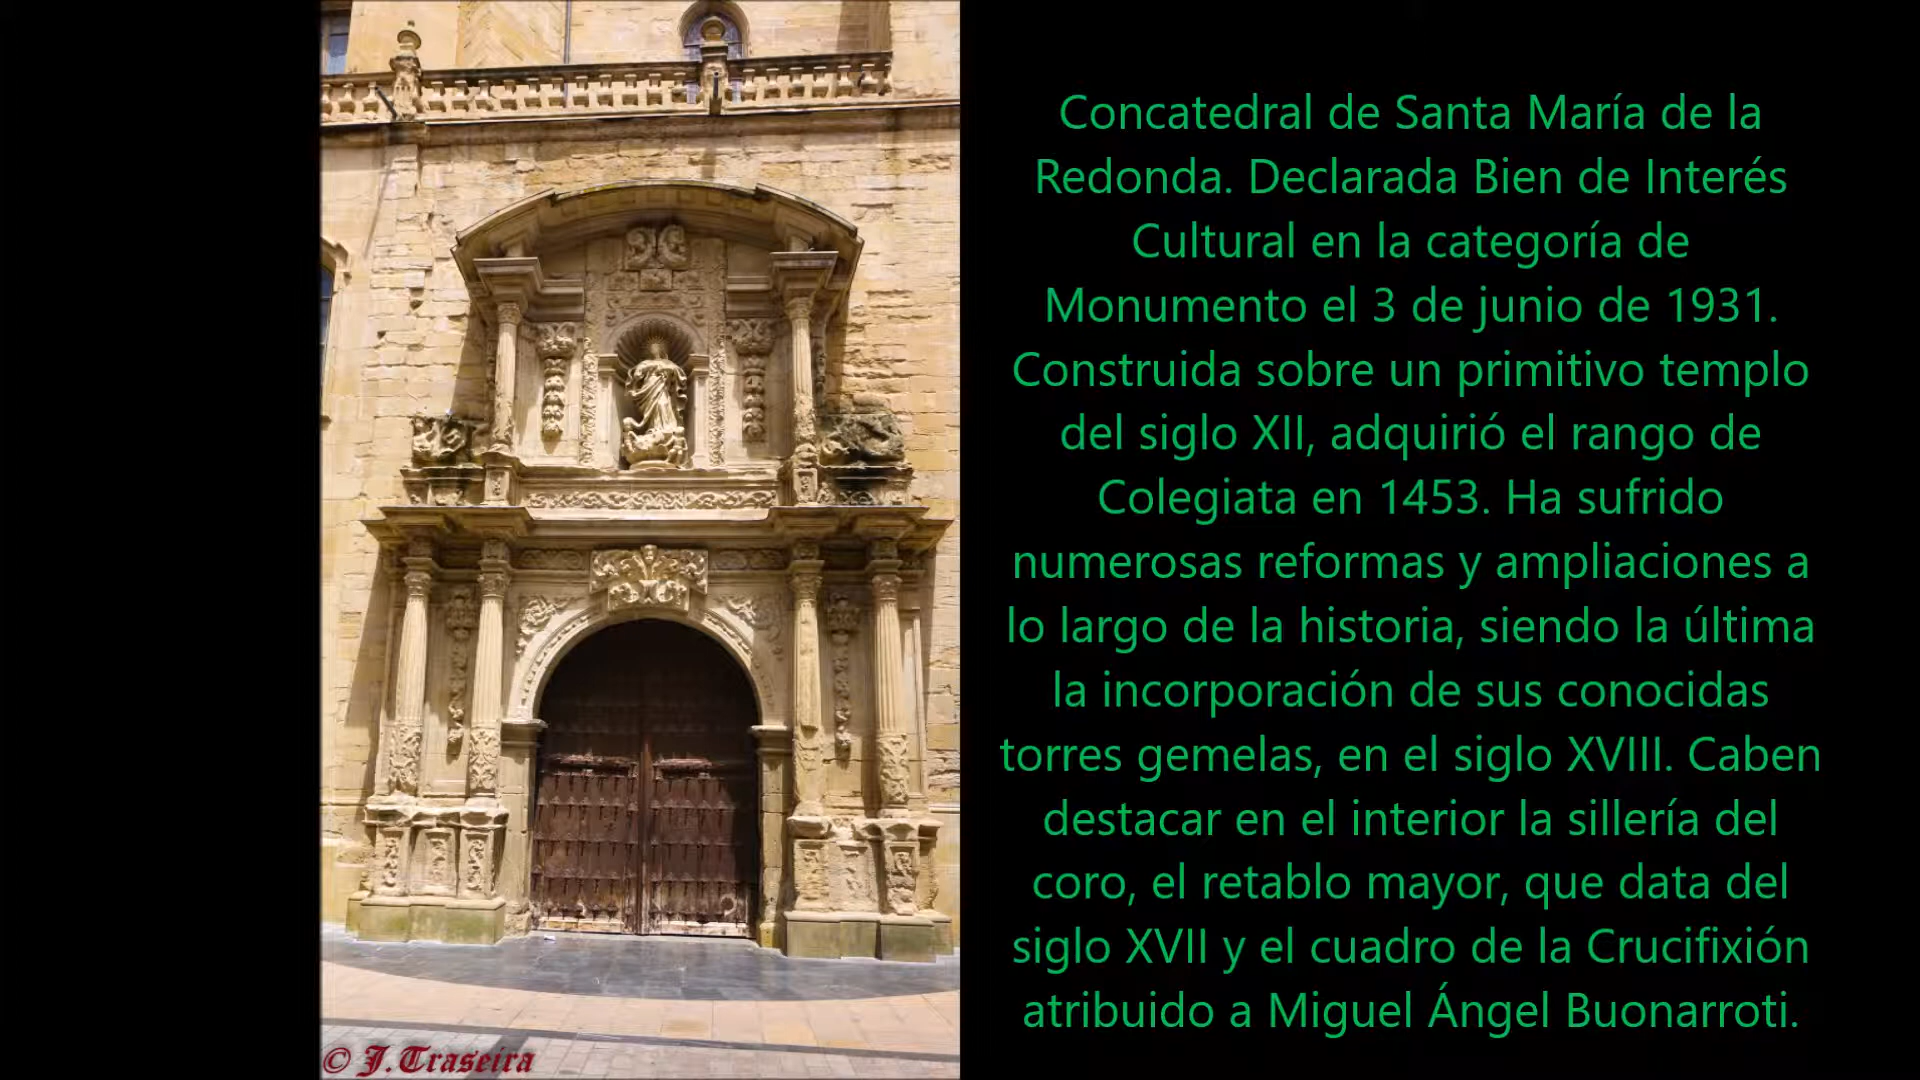 Concatedral de Santa María de la
Redonda. Declarada Bien de Interés
Cultural en la categoría de
Monumento el 3 de junio de 1931.
Construida sobre un primitivo templo
del siglo XII, adquirió el rango de
Colegiata en 1453. Ha sufrido
numerosas reformas y ampliaciones a
lo largo de la historia, siendo la última
la incorporación de sus conocidas
torres gemelas, en el siglo XVIII. Caben
destacar en el interior la sillería del
coro, el retablo mayor, que data del
siglo XVII y el cuadro de la Crucifixión
atribuido a Miguel Ángel Buonarroti.
© J.Traseira